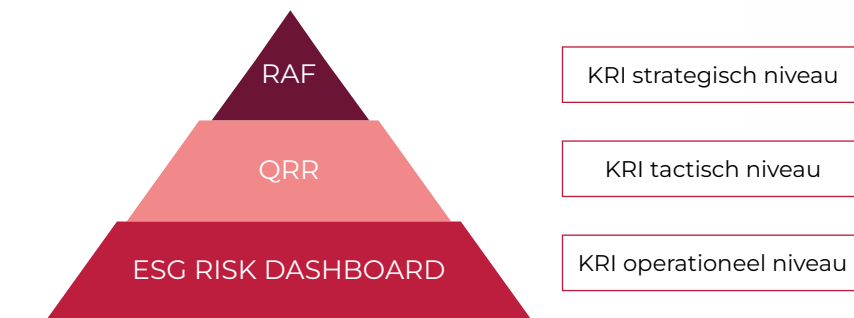 RAF
KRI strategisch niveau
QRR
KRI tactisch niveau
ESG RISK DASHBOARD
KRI operationeel niveau